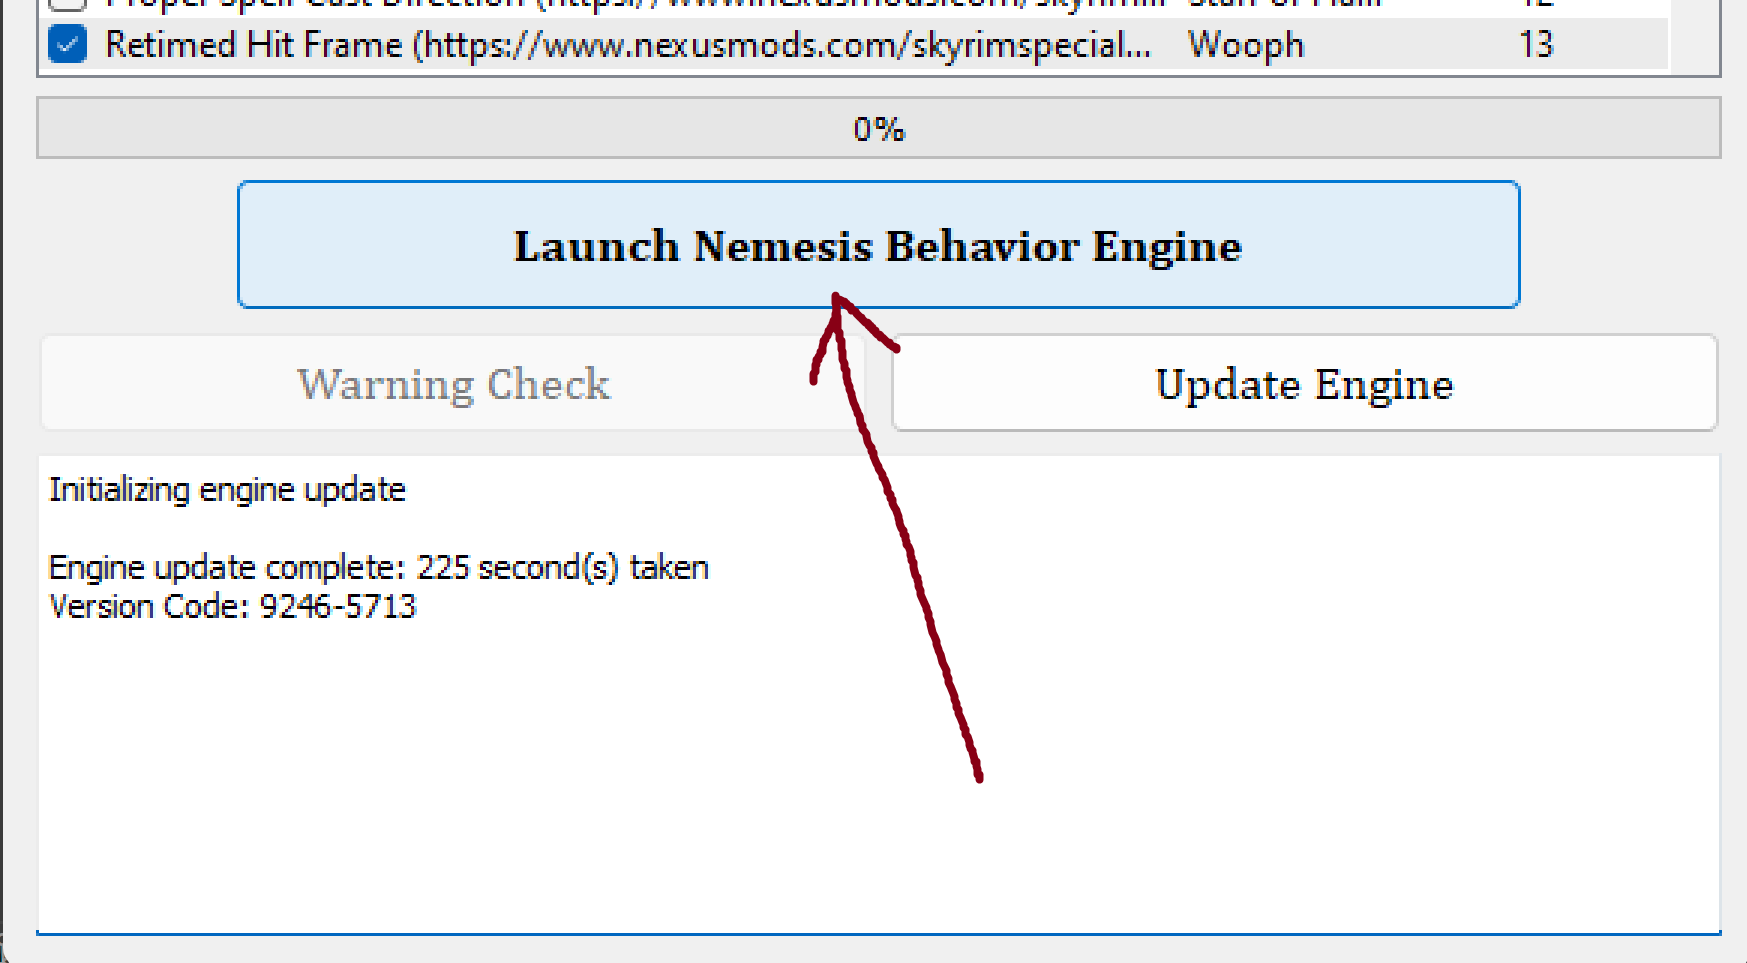 Retimed Hit Frame (https://www.nexusmods.com/skyrimspecial... Wooph 13
0%
Launch Nemesis Behavior Engine
Warning Check Update Engine
Initializing engine update
Engine update complete: 225 second(s) taken
Version Code: 9246-5713